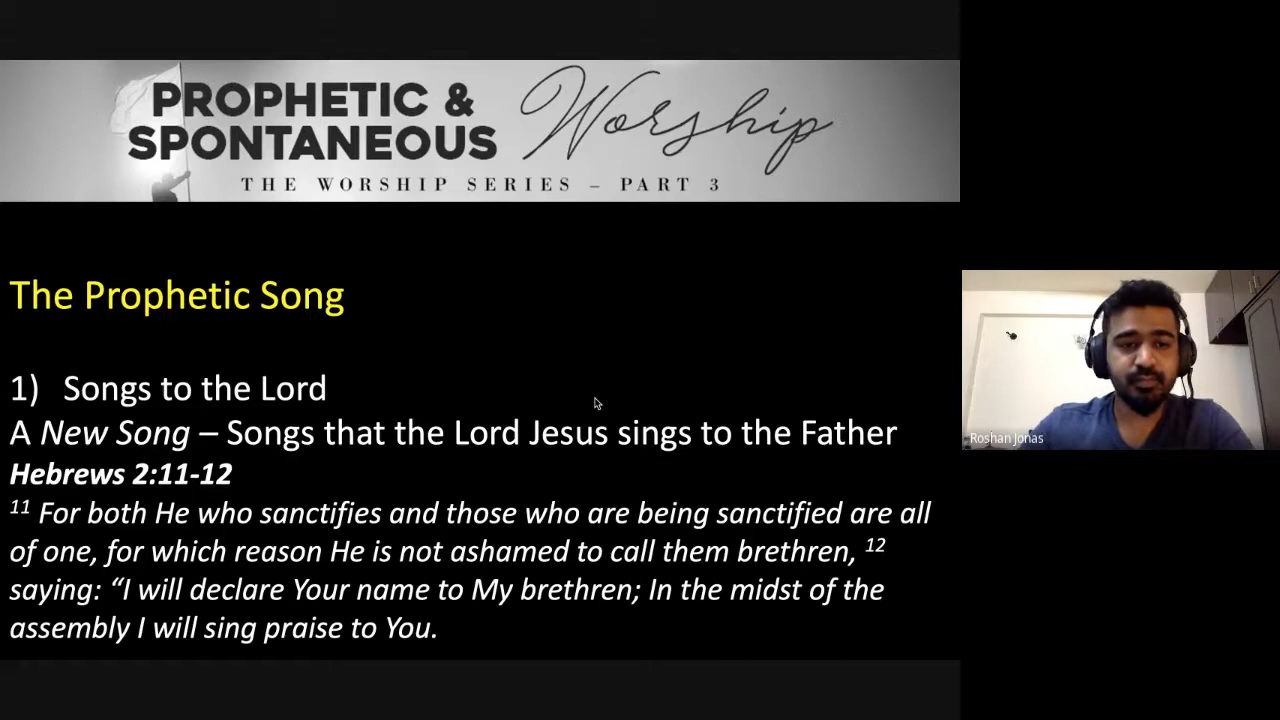 PROPHETIC & Worship
SPONTANEOUS
THE WORSHIP SERIES – PART 3
The Prophetic Song
1) Songs to the Lord
A New Song – Songs that the Lord Jesus sings to the Father
Hebrews 2:11-12
11 For both He who sanctifies and those who are being sanctified are all
of one, for which reason He is not ashamed to call them brethren, 12
saying: “I will declare Your name to My brethren; In the midst of the
assembly I will sing praise to You.
Roshan Jonas